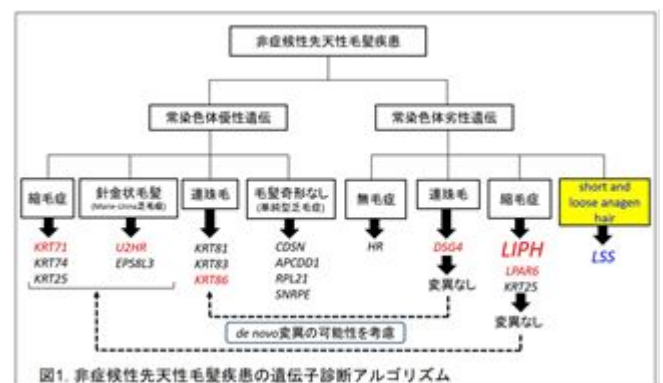 非症候性先天性毛髪疾患
常染色体優性遺伝
常染色体劣性遺伝
縮毛症
針金状毛髪
(Marie-Unna乏毛症)
連珠毛
毛髪奇形なし
(単純型乏毛症)
無毛症
連珠毛
縮毛症
short and
loose anagen
hair
KRT71
KRT74
KRT25
U2HR
EPS8L3
KRT81
KRT83
KRT86
CDSN
APCDD1
RPL21
SNRPE
HR
DSG4
変異なし
LIPH
LPAR6
KRT25
変異なし
LSS
de novo変異の可能性を考慮
図1. 非症候性先天性毛髪疾患の遺伝子診断アルゴリズム